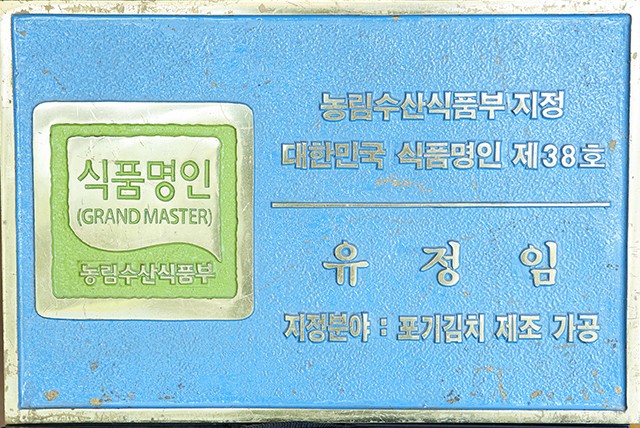 식품명인
(GRAND MASTER)
농림수산식품부
농림수산식품부 지정
대한민국 식품명인 제38호
유 정 임
지정분야 : 포기김치 제조 가공